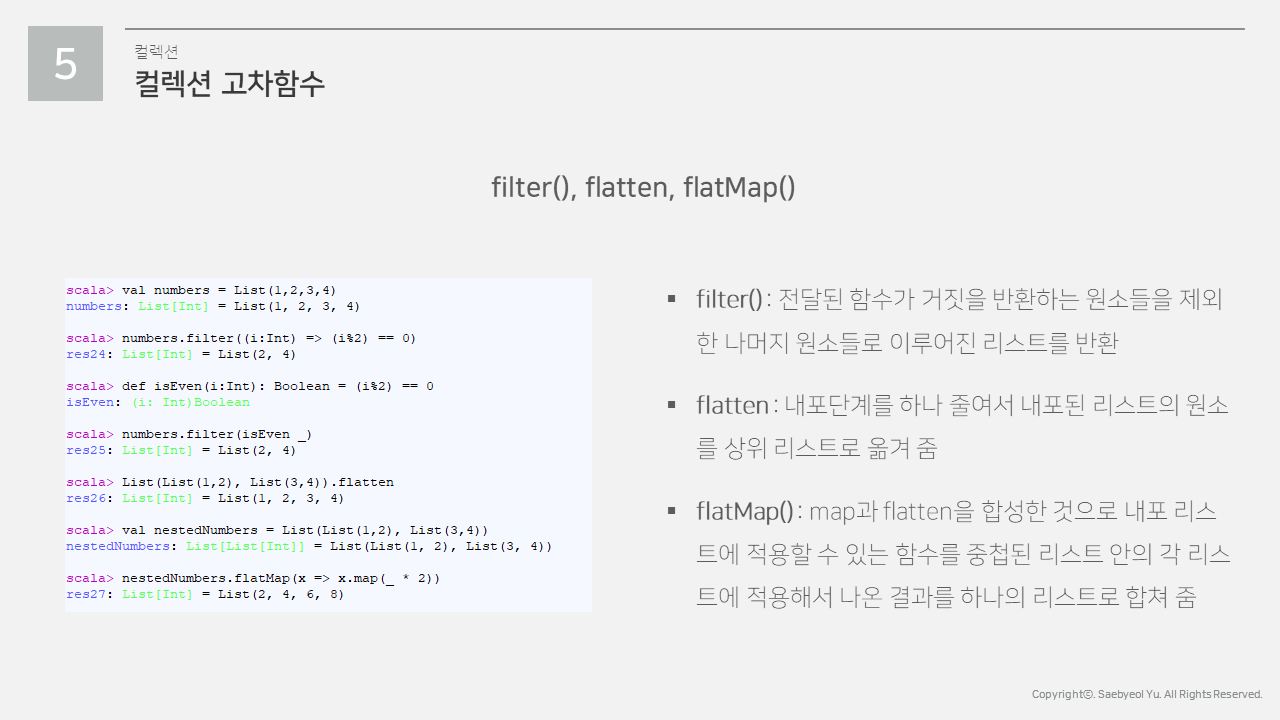 5
컬렉션
컬렉션 고차함수
filter(), flatten, flatMap()
scala> val numbers = List(1,2,3,4)
numbers: List[Int] = List(1, 2, 3, 4)
scala> numbers.filter((i:Int) => (i%2) == 0)
res24: List[Int] = List(2, 4)
scala> def isEven(i:Int): Boolean = (i%2) == 0
isEven: (i: Int)Boolean
scala> numbers.filter(isEven _)
res25: List[Int] = List(2, 4)
scala> List(List(1,2), List(3,4)).flatten
res26: List[Int] = List(1, 2, 3, 4)
scala> val nestedNumbers = List(List(1,2), List(3,4))
nestedNumbers: List[List[Int]] = List(List(1, 2), List(3, 4))
scala> nestedNumbers.flatMap(x => x.map(_ * 2))
res27: List[Int] = List(2, 4, 6, 8)
▪ filter() : 전달된 함수가 거짓을 반환하는 원소들을 제외
한 나머지 원소들로 이루어진 리스트를 반환
▪ flatten : 내포단계를 하나 줄여서 내포된 리스트의 원소
를 상위 리스트로 옮겨 줌
▪ flatMap() : map과 flatten을 합성한 것으로 내포 리스
트에 적용할 수 있는 함수를 중첩된 리스트 안의 각 리스
트에 적용해서 나온 결과를 하나의 리스트로 합쳐 줌
Copyrightⓒ. Saebyeol Yu. All Rights Reserved.